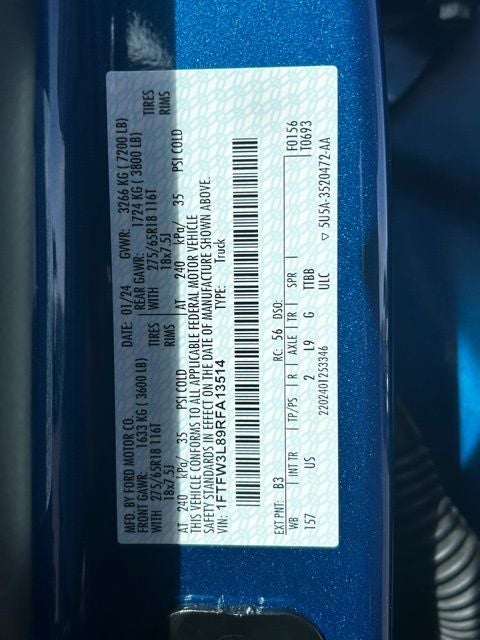 MFD. BY FORD MOTOR CO. DATE: 01/24 GVWR: 3266 KG ( 7200 LB)
FRONT GAWR: 1633 KG ( 3600 LB) REAR GAWR: 1724 KG ( 3800 LB)
WITH 275/65R18 116T TIRES WITH 275/65R18 116T TIRES
18x7.5J RIMS 18x7.5J RIMS
AT 240 kPa/ 35 PSI COLD AT 240 kPa/ 35 PSI COLD
THIS VEHICLE CONFORMS TO ALL APPLICABLE FEDERAL MOTOR VEHICLE
SAFETY STANDARDS IN EFFECT ON THE DATE OF MANUFACTURE SHOWN ABOVE.
VIN: 1FTFW3L89RFA13514 TYPE: Truck
F0156
EXT PNT: B3 RC: 56 DSO: T0693
WB INT TR TP/PS R AXLE TR SPR
157 US 2 L9 G TTBB
2202401253346 ULC ▽ 5U5A-3520472-AA